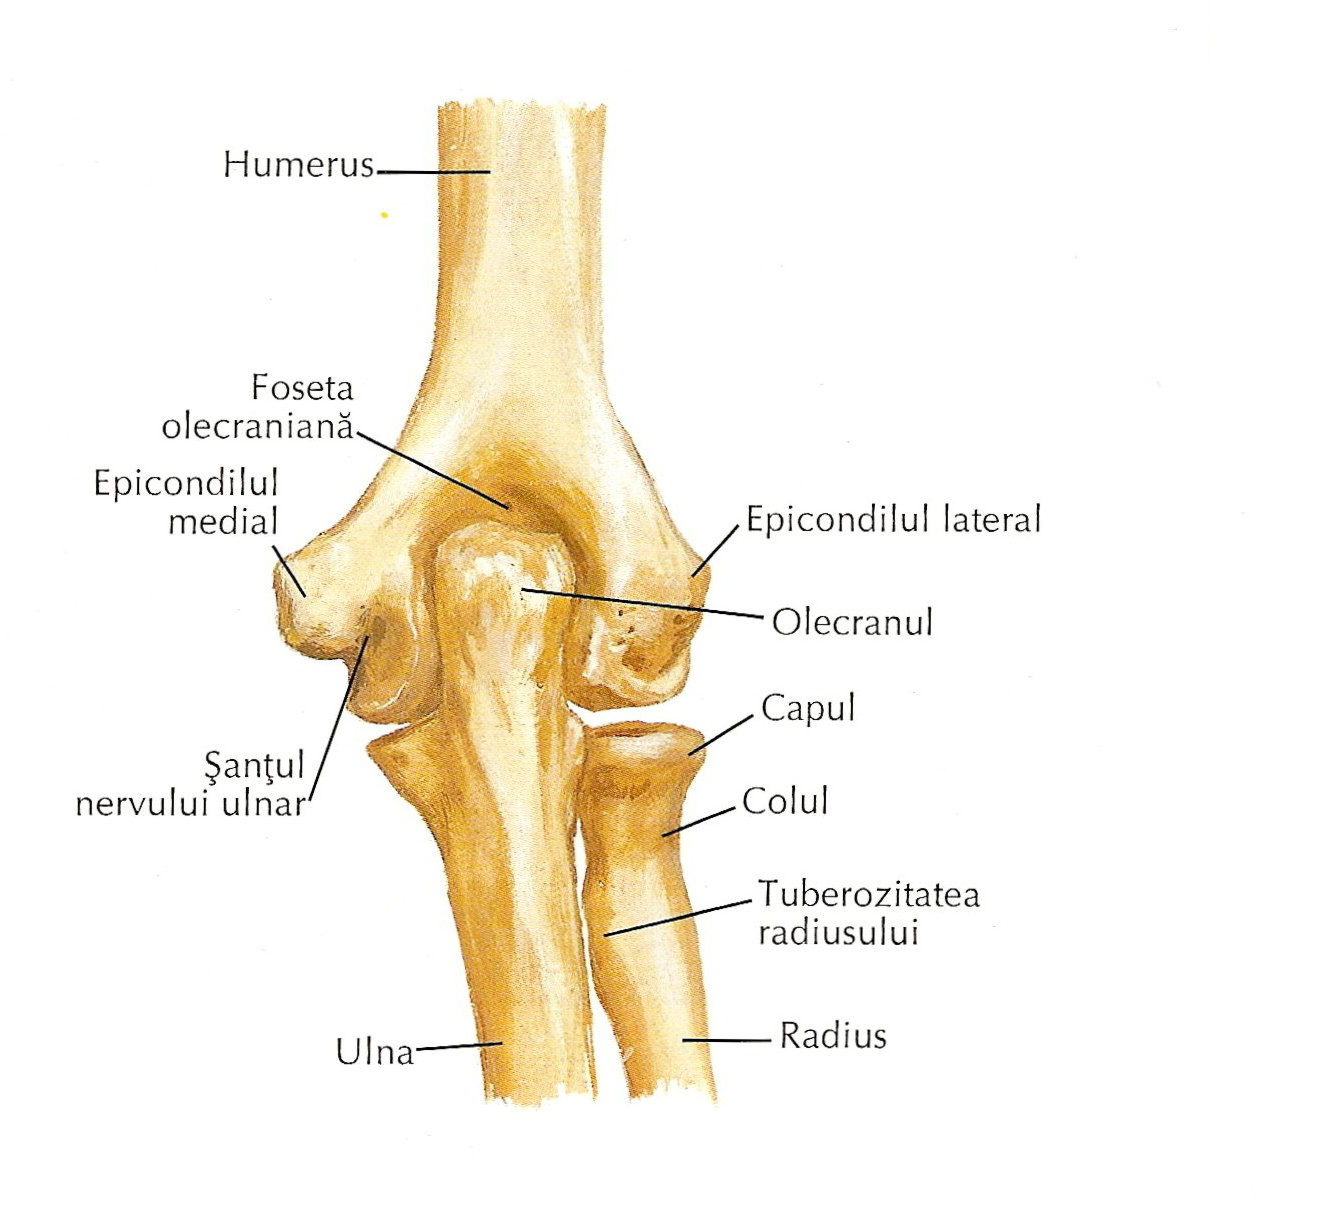 Humerus
Foseta
olecraniană
Epicondilul
medial
Epicondilul lateral
Olecranul
Capul
Şanţul
nervului ulnar
Colul
Tuberozitatea
radiusului
Radius
Ulna